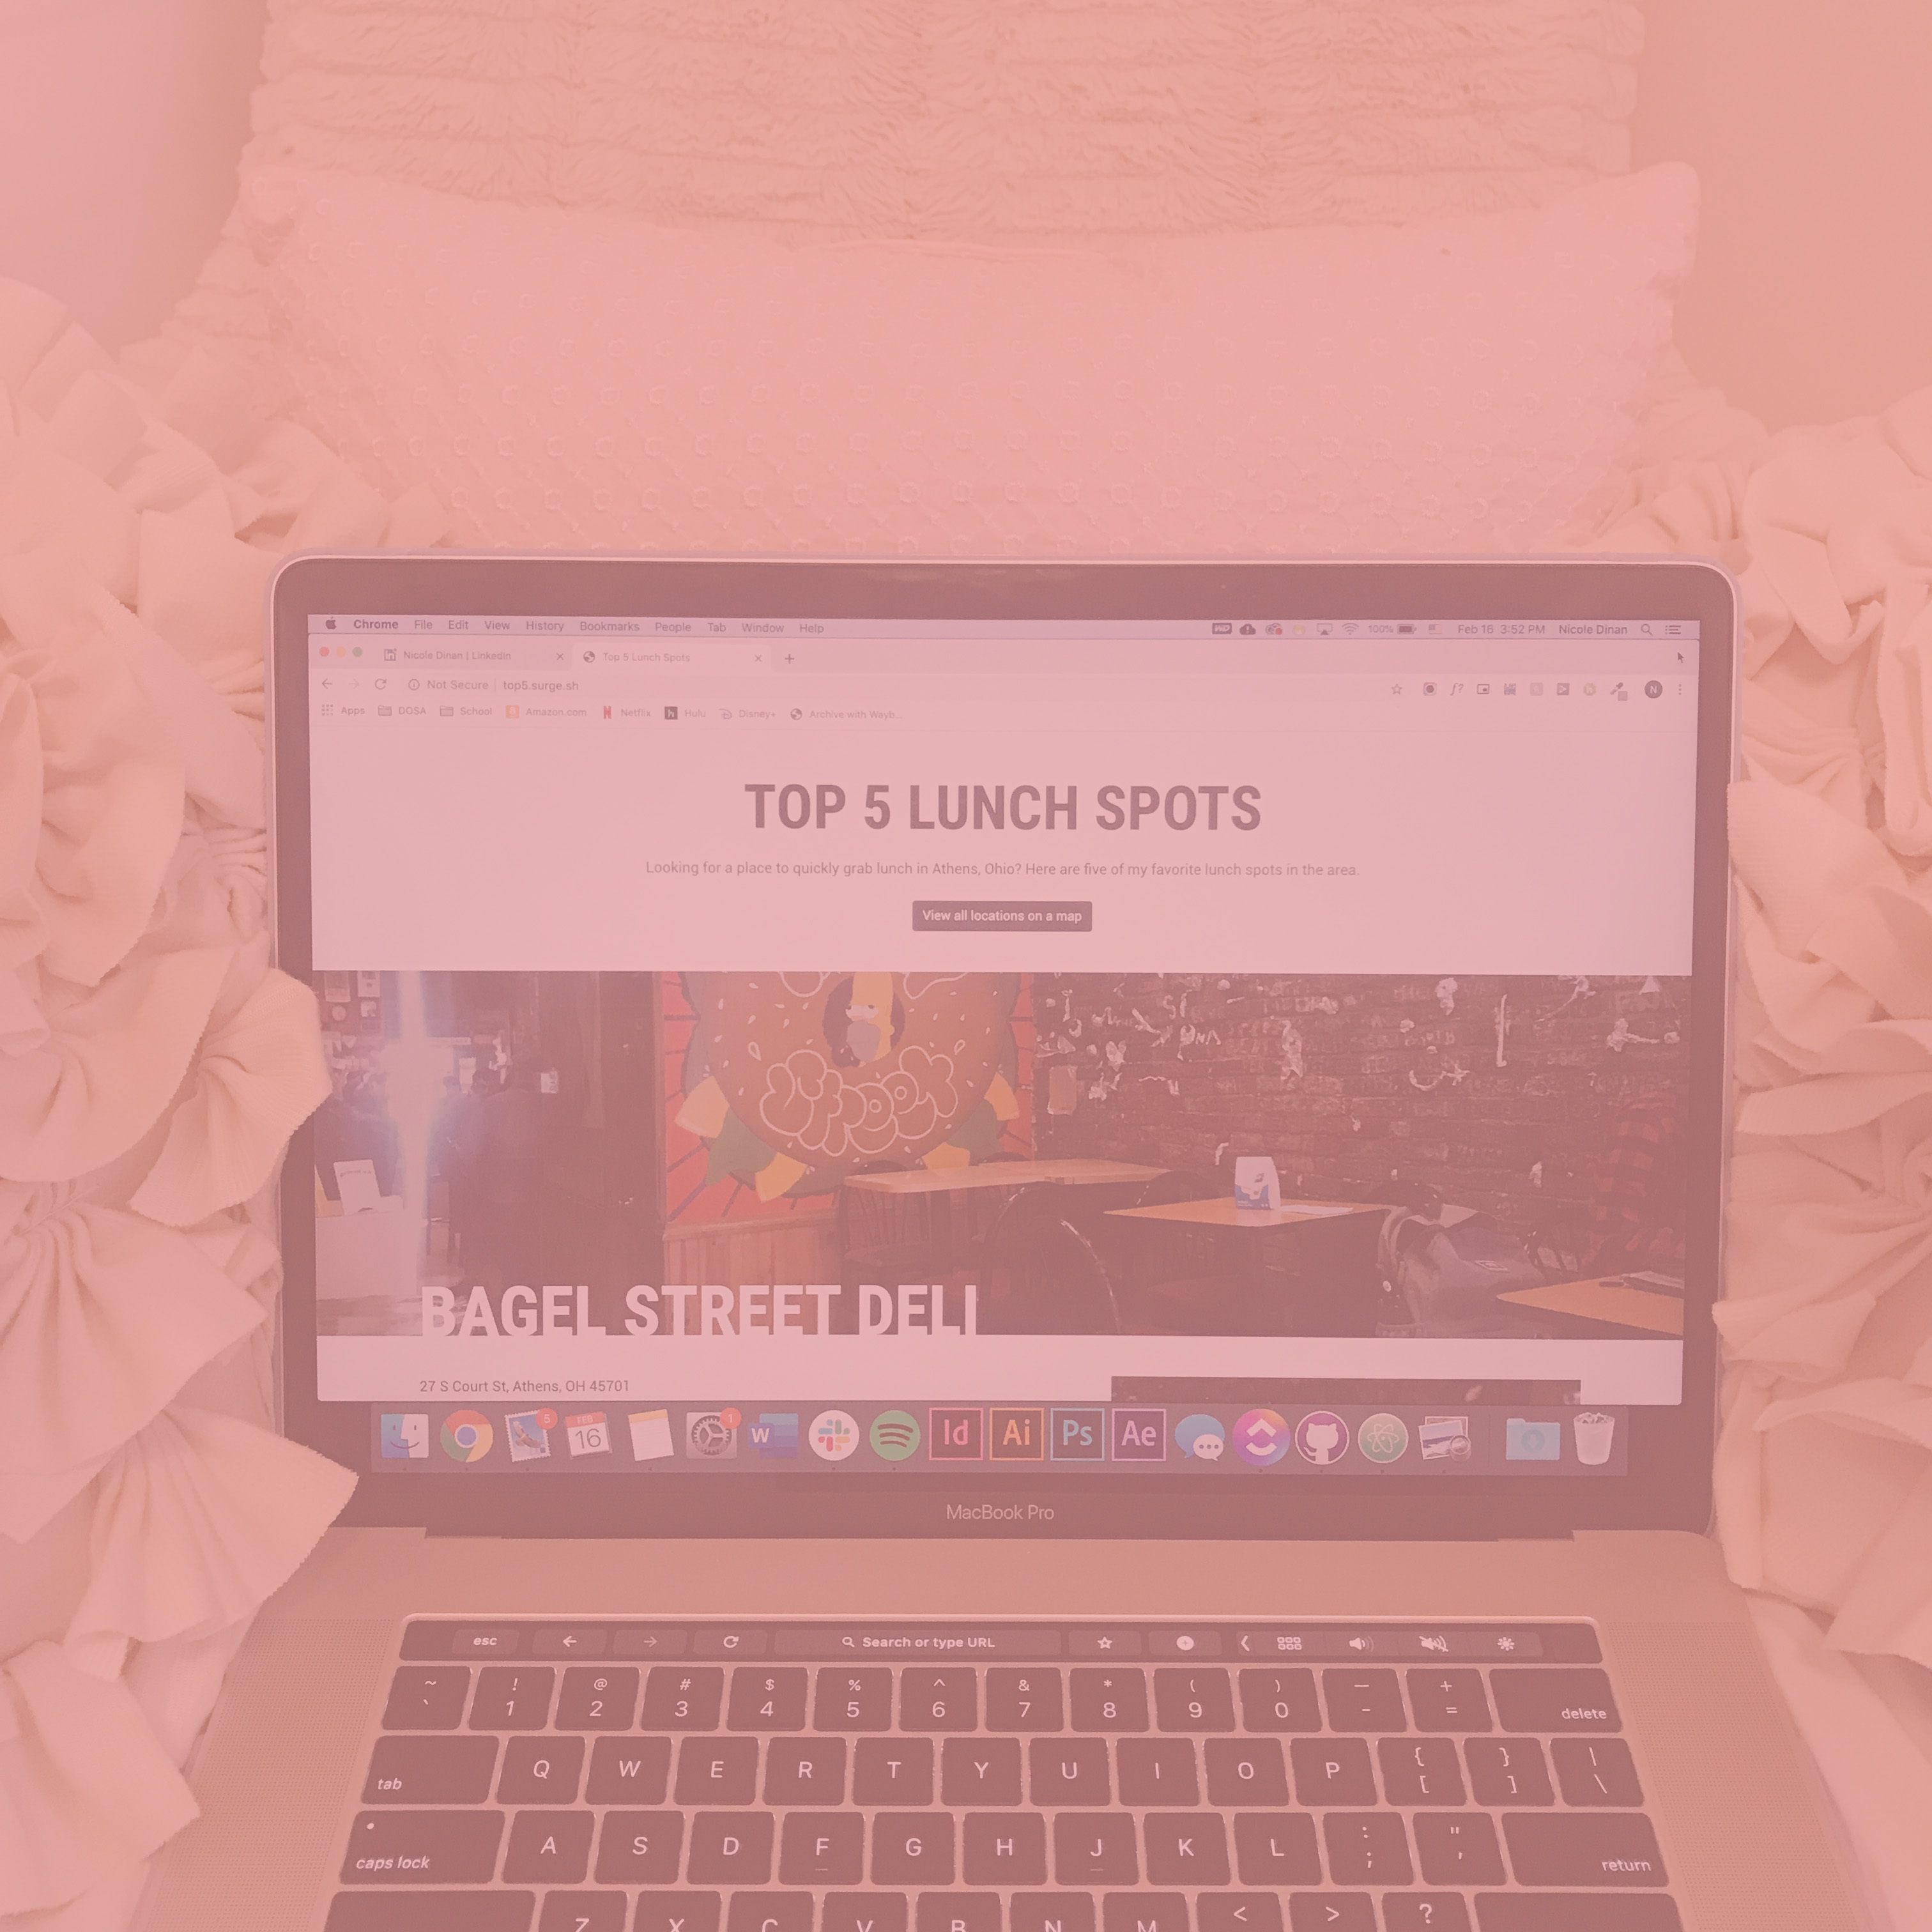 Chrome File Edit View History Bookmarks People Tab Window Help 100% Feb 16 3:52 PM Nicole Dinan
Nicole Dinan | LinkedIn Top 5 Lunch Spots
Not Secure top5.surge.sh f? N
Apps DGSA School Amazon.com Netflix Hulu Disney+ Archive with Wayb...
TOP 5 LUNCH SPOTS
Looking for a place to quickly grab lunch in Athens, Ohio? Here are five of my favorite lunch spots in the area.
View all locations on a map
BAGEL STREET DELI
27 S Court St, Athens, OH 45701
5 FEB 16 1 W Id Ai Ps Ae
MacBook Pro
esc Search or type URL
~ ! @ # $ % ^ & * ( ) — +
` 1 2 3 4 5 6 7 8 9 0 - = delete
tab Q W E R T Y U I O P { [ } ] | \
caps lock A S D F G H J K L : ; " ' return
Z X C V B N M < > ?